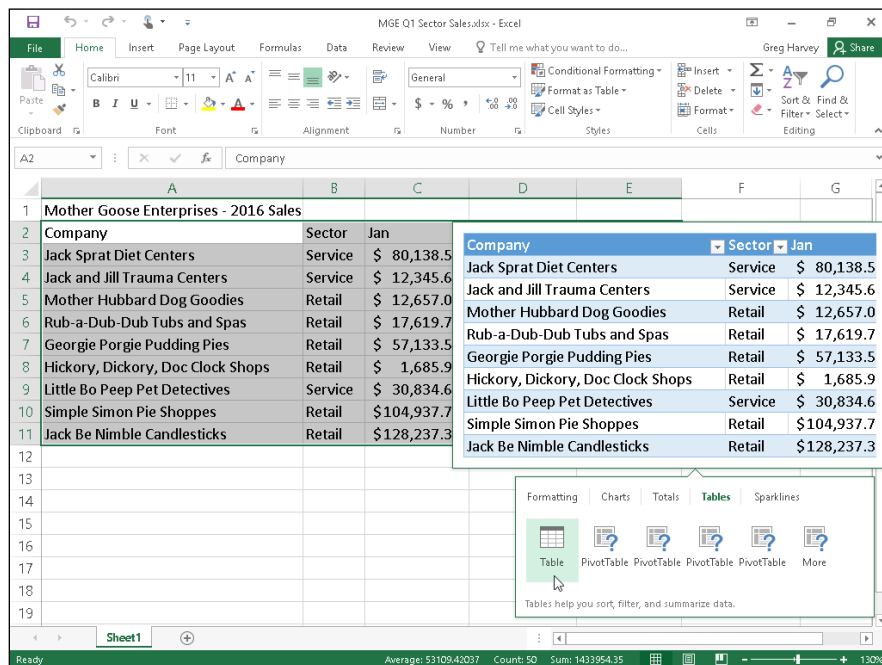 MGE Q1 Sector Sales.xlsx - Excel
File Home Insert Page Layout Formulas Data Review View Tell me what you want to do... Greg Harvey Share
Calibri 11 A A General Conditional Formatting Insert
Paste B I U A $ % , .00 Format as Table Delete Sort & Find &
Cell Styles Format Filter Select
Clipboard Font Alignment Number Styles Cells Editing
A2 fx Company
A B C D E F G
1 Mother Goose Enterprises - 2016 Sales
2 Company Sector Jan
3 Jack Sprat Diet Centers Service $ 80,138.5
4 Jack and Jill Trauma Centers Service $ 12,345.6
5 Mother Hubbard Dog Goodies Retail $ 12,657.0
6 Rub-a-Dub-Dub Tubs and Spas Retail $ 17,619.7
7 Georgie Porgie Pudding Pies Retail $ 57,133.5
8 Hickory, Dickory, Doc Clock Shops Retail $ 1,685.9
9 Little Bo Peep Pet Detectives Service $ 30,834.6
10 Simple Simon Pie Shoppes Retail $104,937.7
11 Jack Be Nimble Candlesticks Retail $128,237.3
Company Sector Jan
Jack Sprat Diet Centers Service $ 80,138.5
Jack and Jill Trauma Centers Service $ 12,345.6
Mother Hubbard Dog Goodies Retail $ 12,657.0
Rub-a-Dub-Dub Tubs and Spas Retail $ 17,619.7
Georgie Porgie Pudding Pies Retail $ 57,133.5
Hickory, Dickory, Doc Clock Shops Retail $ 1,685.9
Little Bo Peep Pet Detectives Service $ 30,834.6
Simple Simon Pie Shoppes Retail $104,937.7
Jack Be Nimble Candlesticks Retail $128,237.3
12
13
14
15
16
17
18
19
Formatting Charts Totals Tables Sparklines
Table PivotTable PivotTable PivotTable PivotTable More
Tables help you sort, filter, and summarize data.
Sheet1
Ready Average: 53109.42037 Count: 50 Sum: 1433954.35 130%